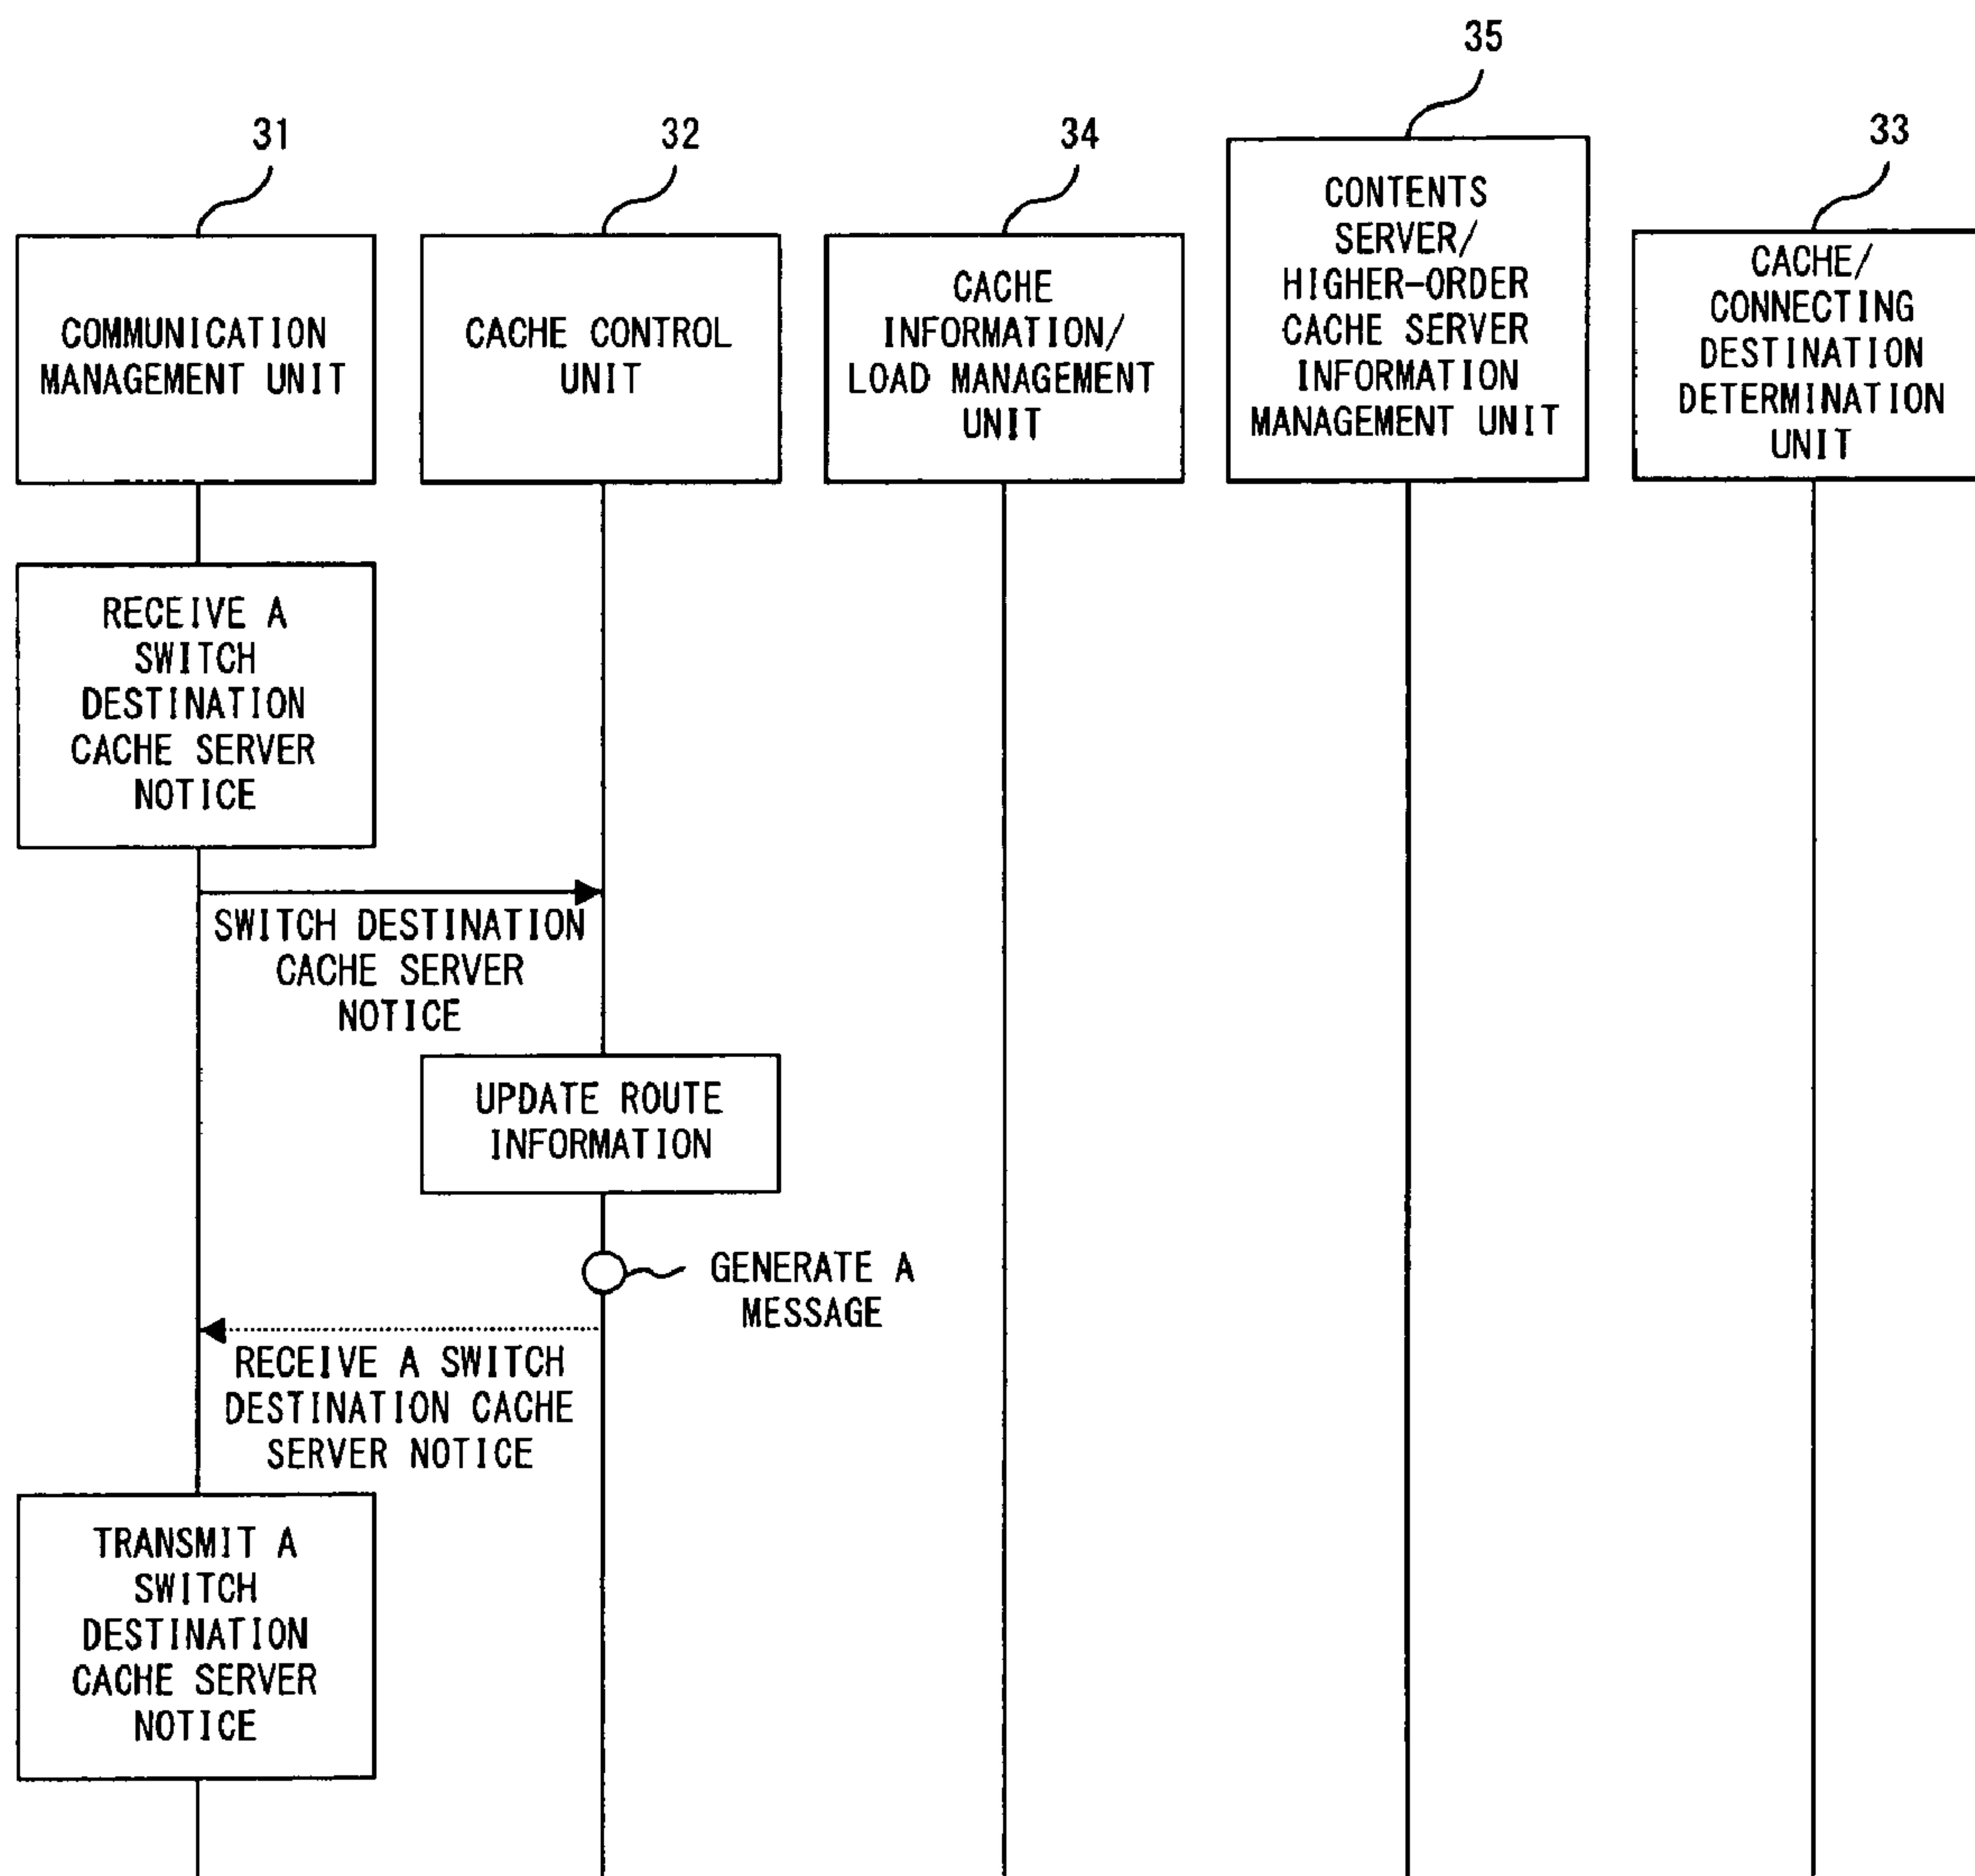 35
31
32
34
33
COMMUNICATION
MANAGEMENT UNIT
CACHE CONTROL
UNIT
CACHE
INFORMATION/
LOAD MANAGEMENT
UNIT
CONTENTS
SERVER/
HIGHER-ORDER
CACHE SERVER
INFORMATION
MANAGEMENT UNIT
CACHE/
CONNECTING
DESTINATION
DETERMINATION
UNIT
RECEIVE A
SWITCH
DESTINATION
CACHE SERVER
NOTICE
SWITCH DESTINATION
CACHE SERVER
NOTICE
UPDATE ROUTE
INFORMATION
GENERATE A
MESSAGE
RECEIVE A SWITCH
DESTINATION CACHE
SERVER NOTICE
TRANSMIT A
SWITCH
DESTINATION
CACHE SERVER
NOTICE